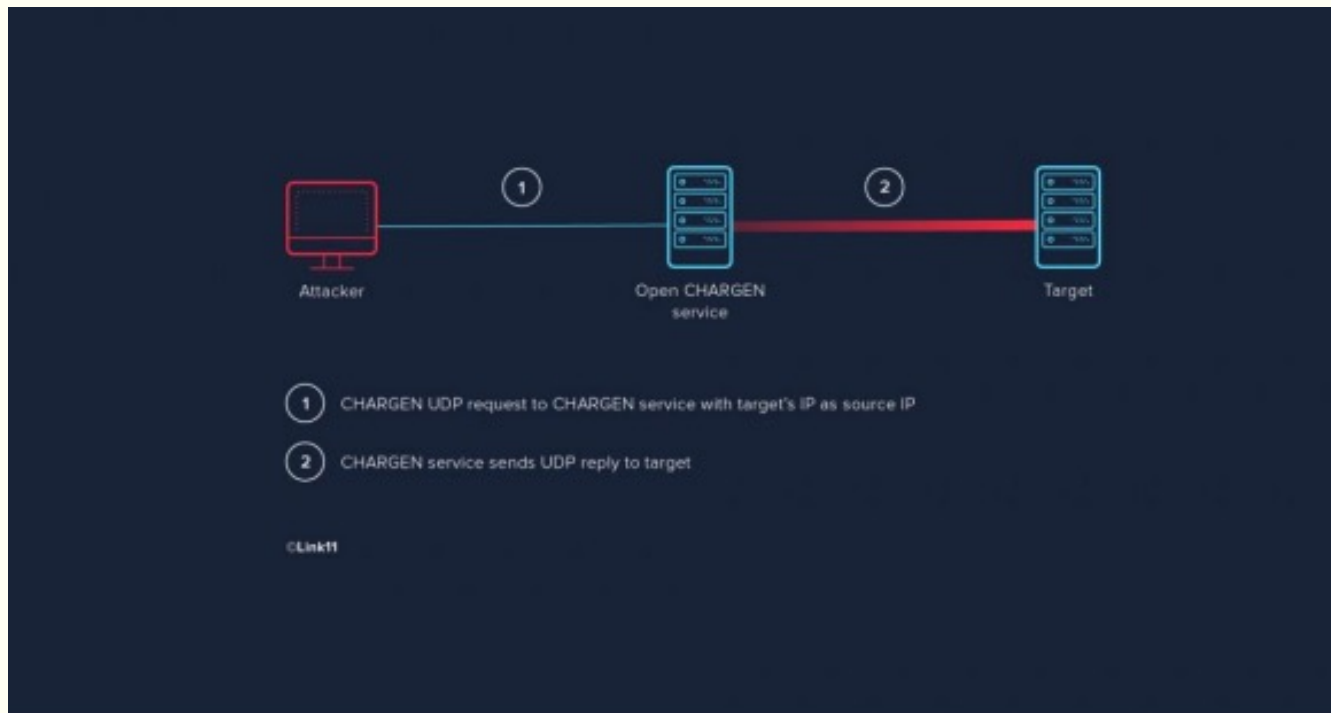 1
2
Attacker
Open CHARGEN
service
Target
1 CHARGEN UDP request to CHARGEN service with target's IP as source IP
2 CHARGEN service sends UDP reply to target
©Link11